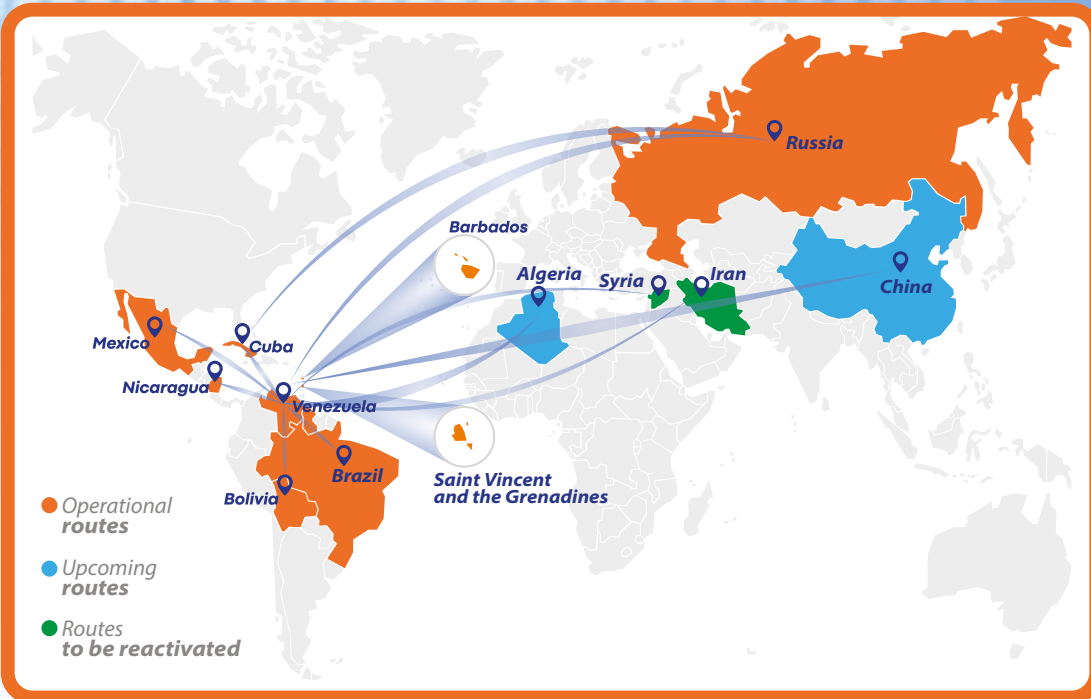 Russia
Barbados
Algeria
Syria
Iran
China
Mexico
Cuba
Nicaragua
Venezuela
Brazil
Bolivia
Saint Vincent
and the Grenadines
Operational
routes
Upcoming
routes
Routes
to be reactivated